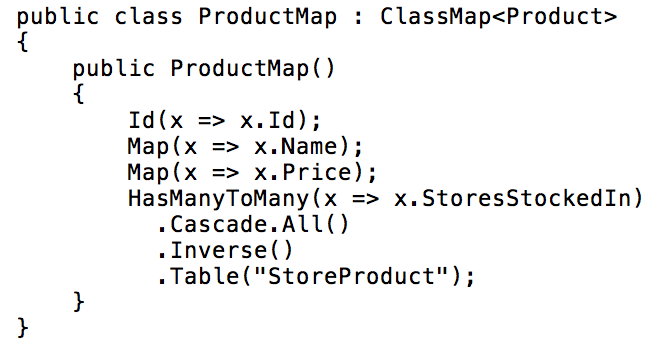 public class ProductMap : ClassMap<Product>
{
    public ProductMap()
    {
        Id(x => x.Id);
        Map(x => x.Name);
        Map(x => x.Price);
        HasManyToMany(x => x.StoresStockedIn)
          .Cascade.All()
          .Inverse()
          .Table("StoreProduct");
    }
}